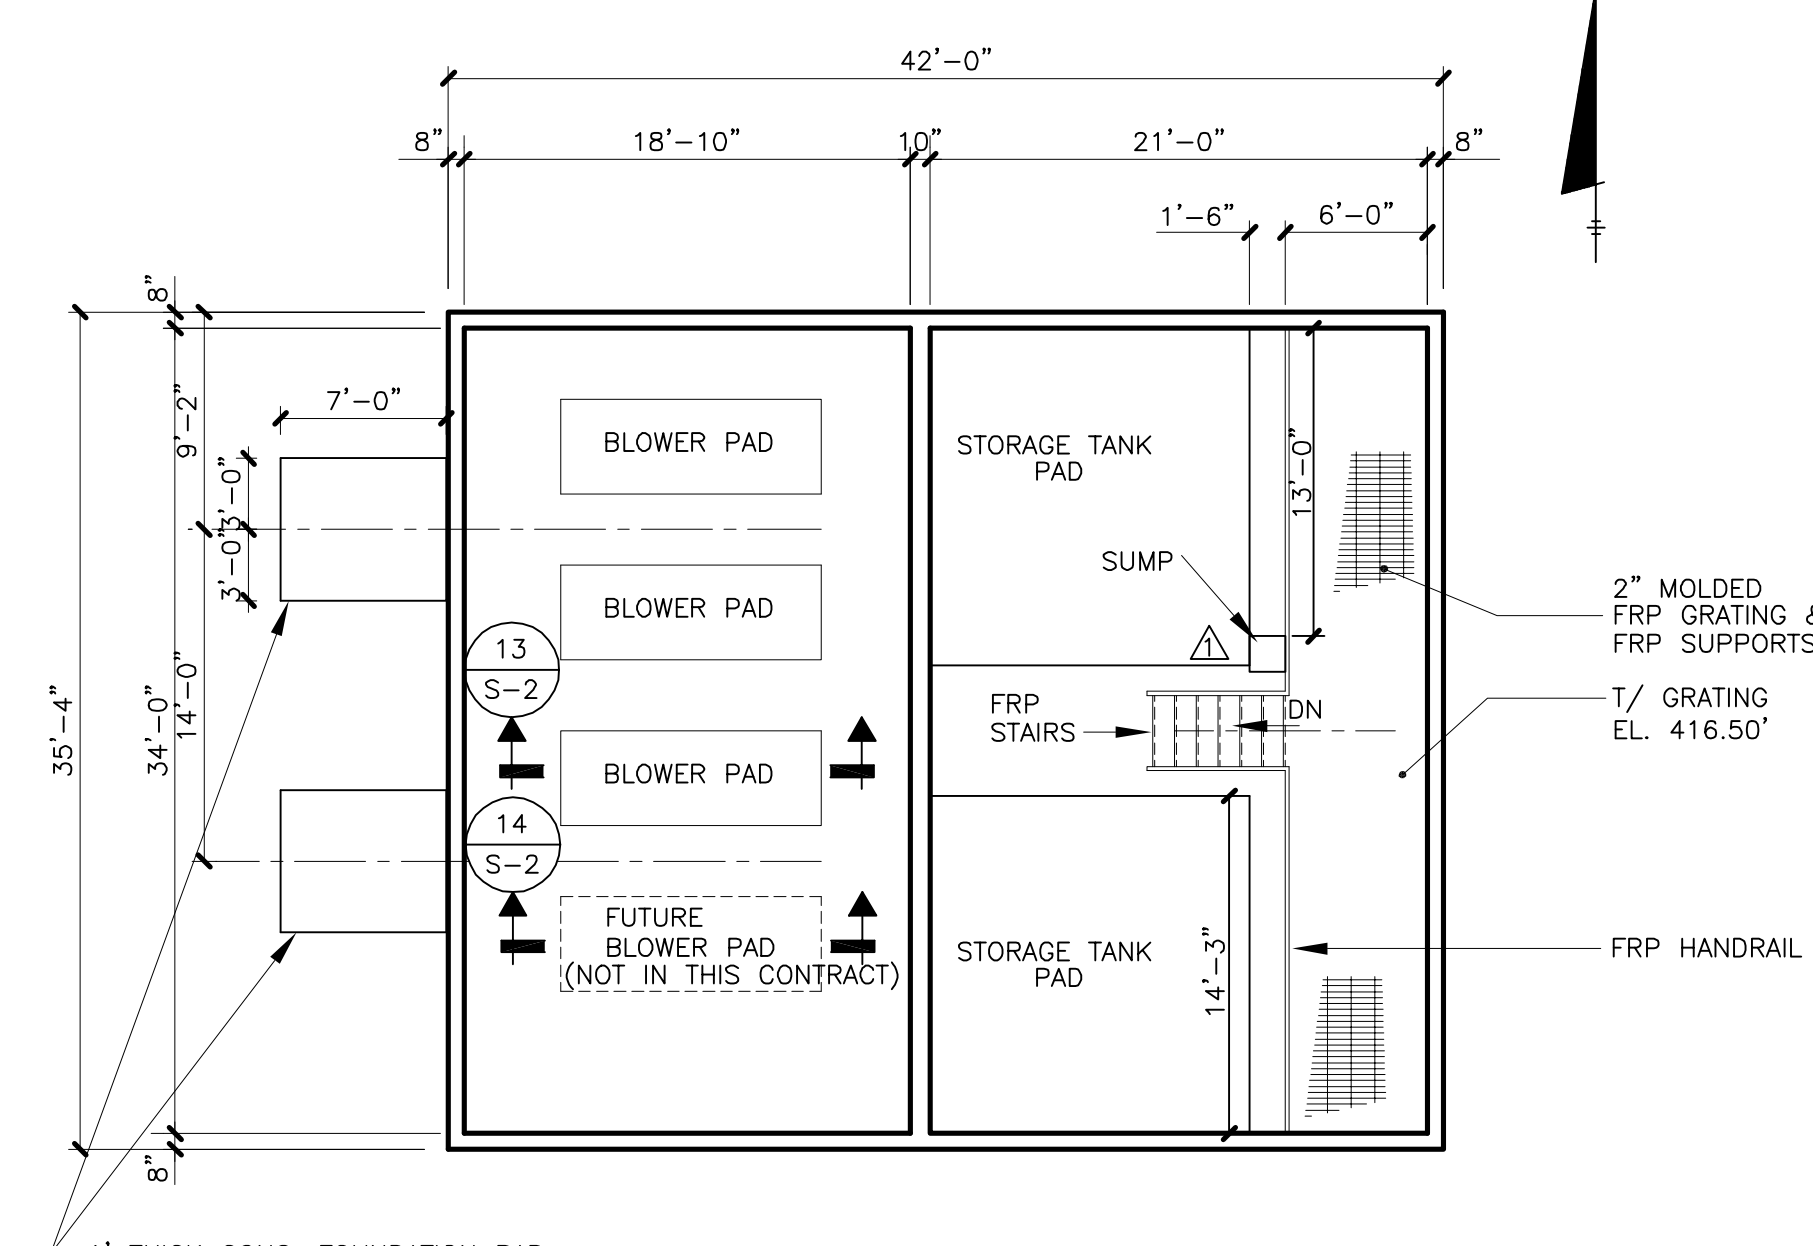 42'-0"
8"
18'-10"
10"
21'-0"
8"
1'-6"
6'-0"
8"
9'-2"
7'-0"
3'-0"
3'-0"
14'-0"
34'-0"
35'-4"
8"
BLOWER PAD
BLOWER PAD
13
S-2
BLOWER PAD
14
S-2
FUTURE
BLOWER PAD
(NOT IN THIS CONTRACT)
STORAGE TANK
PAD
13'-0"
SUMP
1
FRP
STAIRS
DN
STORAGE TANK
PAD
14'-3"
2" MOLDED
FRP GRATING &
FRP SUPPORTS
T/ GRATING
EL. 416.50'
FRP HANDRAIL